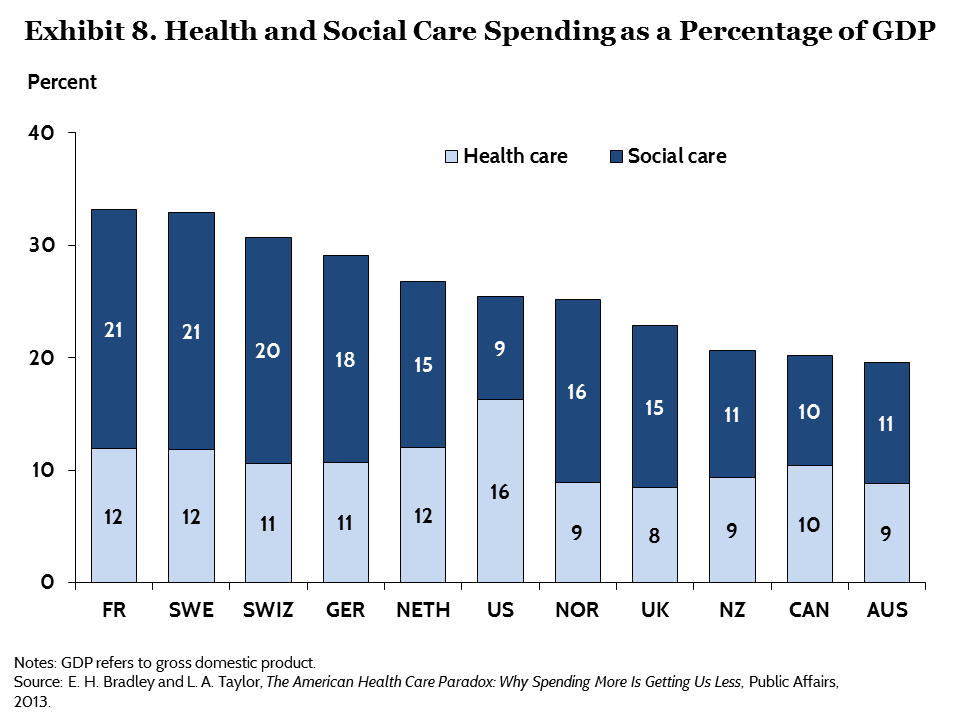 Exhibit 8. Health and Social Care Spending as a Percentage of GDP
Percent
40
Health care Social care
30
21 21 20 18 15 9 16 15 11 10 11
20
10
12 12 11 11 12 16 9 8 9 10 9
0
FR SWE SWIZ GER NETH US NOR UK NZ CAN AUS
Notes: GDP refers to gross domestic product.
Source: E. H. Bradley and L. A. Taylor, The American Health Care Paradox: Why Spending More Is Getting Us Less, Public Affairs,
2013.